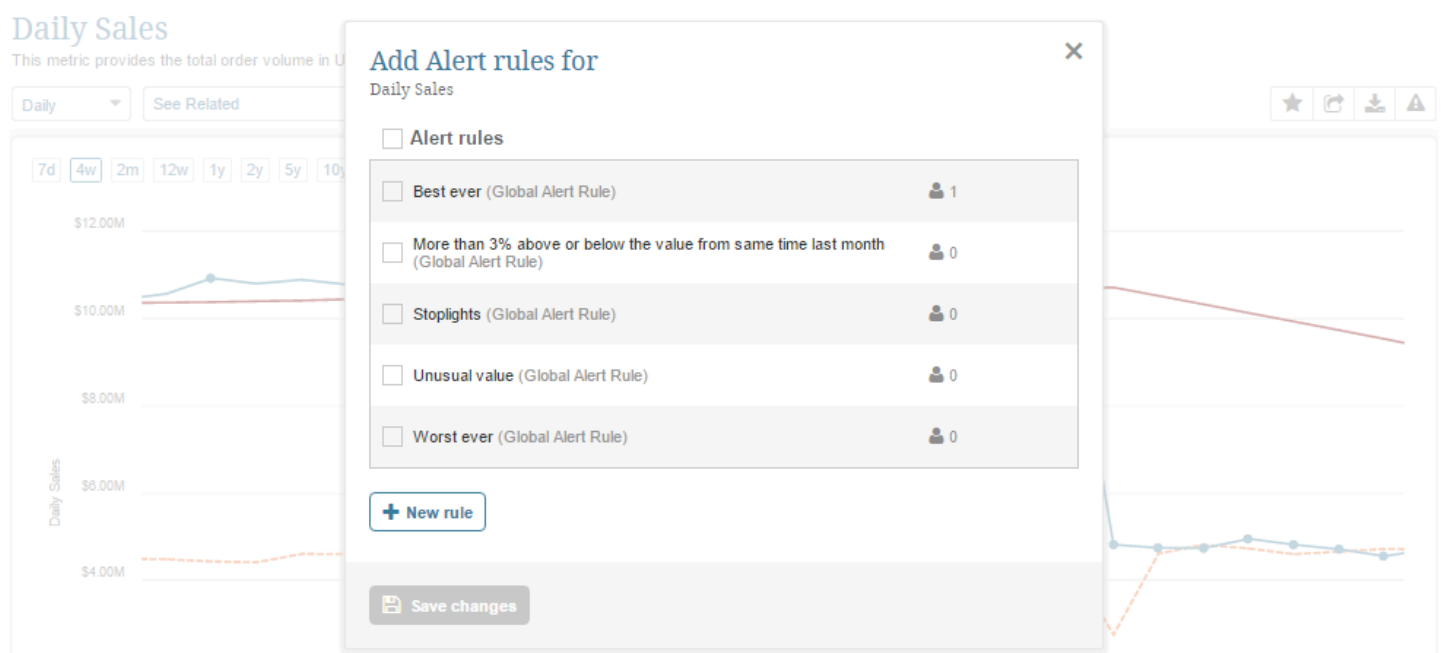 Daily Sales
This metric provides the total order volume in U
Daily
See Related
7d 4w 2m 12w 1y 2y 5y 10y
$12.00M
$10.00M
$8.00M
$6.00M
$4.00M
Daily Sales
Add Alert rules for
Daily Sales
Alert rules
Best ever (Global Alert Rule) 1
More than 3% above or below the value from same time last month
(Global Alert Rule) 0
Stoplights (Global Alert Rule) 0
Unusual value (Global Alert Rule) 0
Worst ever (Global Alert Rule) 0
New rule
Save changes